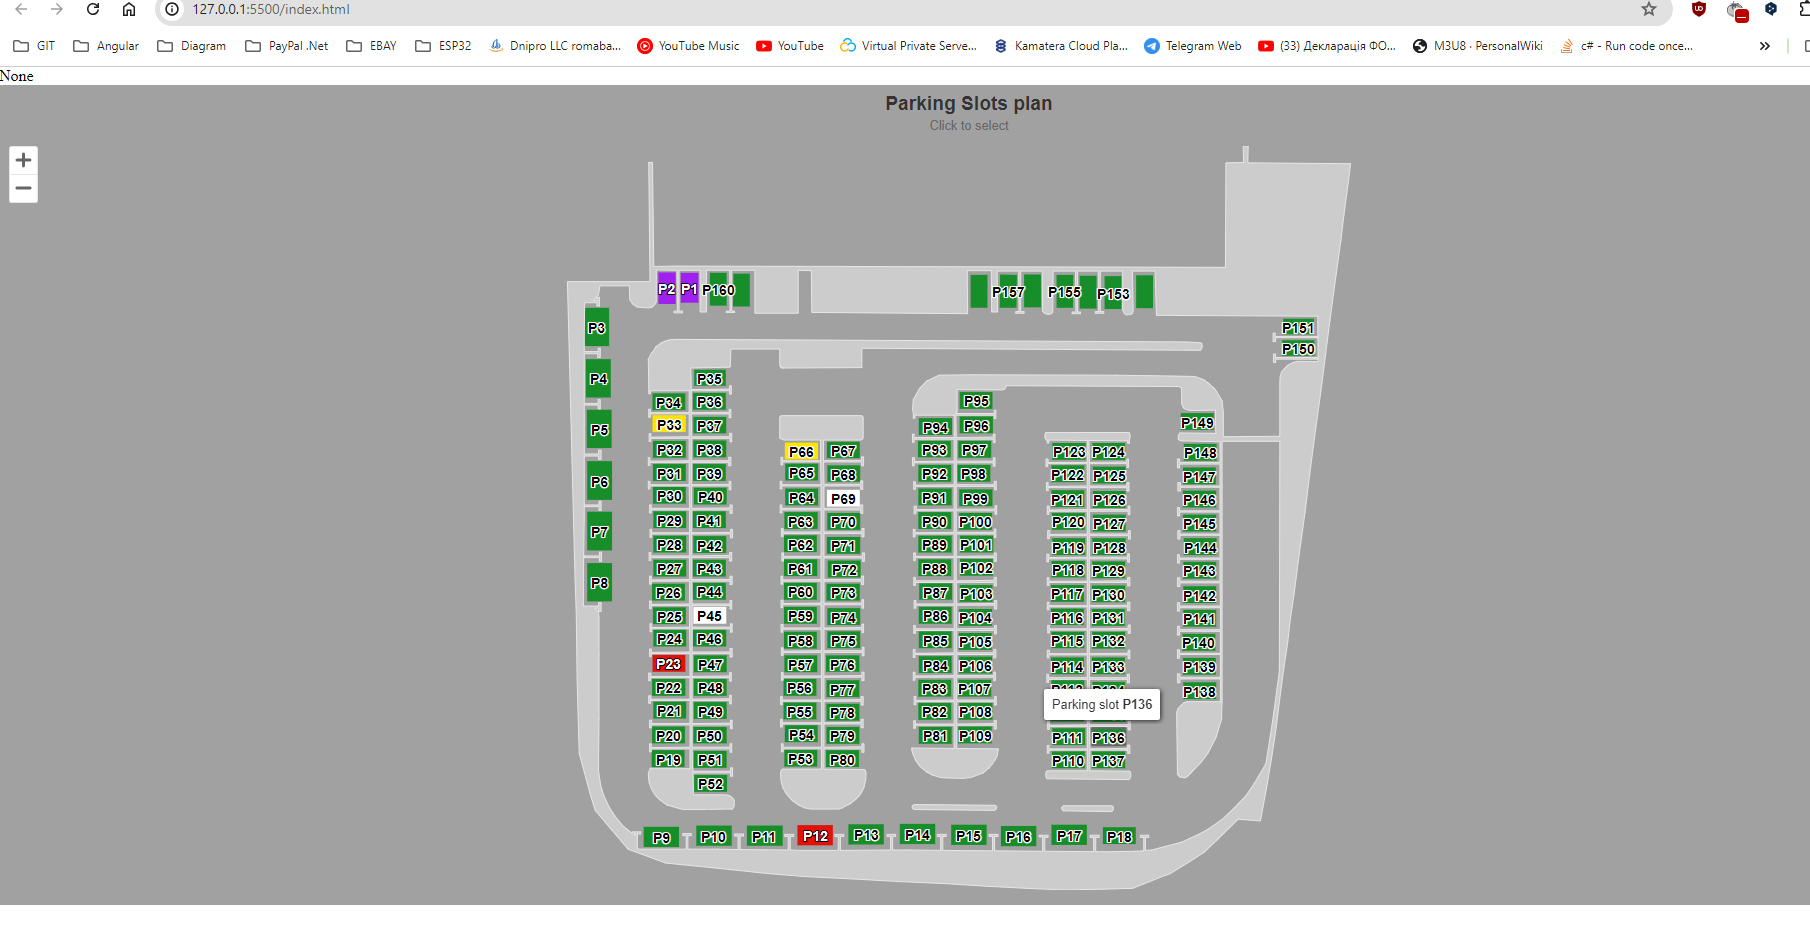 127.0.0.1:5500/index.html
GIT Angular Diagram PayPal .Net EBAY ESP32 Dnipro LLC romaba... YouTube Music YouTube Virtual Private Serve... Kamatera Cloud Pla... Telegram Web (33) Декларація ФО... M3U8 · PersonalWiki c# - Run code once... »
None
Parking Slots plan
Click to select
+
−
P2 P1 P160 P157 P155 P153
P3 P151
P150
P4 P35
P34 P36 P95
P33 P37 P94 P96 P149
P5
P32 P38 P66 P67 P93 P97 P123 P124 P148
P31 P39 P65 P68 P92 P98 P122 P125 P147
P6
P30 P40 P64 P69 P91 P99 P121 P126 P146
P29 P41 P63 P70 P90 P100 P120 P127 P145
P7
P28 P42 P62 P71 P89 P101 P119 P128 P144
P27 P43 P61 P72 P88 P102 P118 P129 P143
P8
P26 P44 P60 P73 P87 P103 P117 P130 P142
P25 P45 P59 P74 P86 P104 P116 P131 P141
P24 P46 P58 P75 P85 P105 P115 P132 P140
P23 P47 P57 P76 P84 P106 P114 P133 P139
P22 P48 P56 P77 P83 P107 P138
Parking slot P136
P21 P49 P55 P78 P82 P108
P20 P50 P54 P79 P81 P109 P111 P136
P19 P51 P53 P80 P110 P137
P52
P9 P10 P11 P12 P13 P14 P15 P16 P17 P18